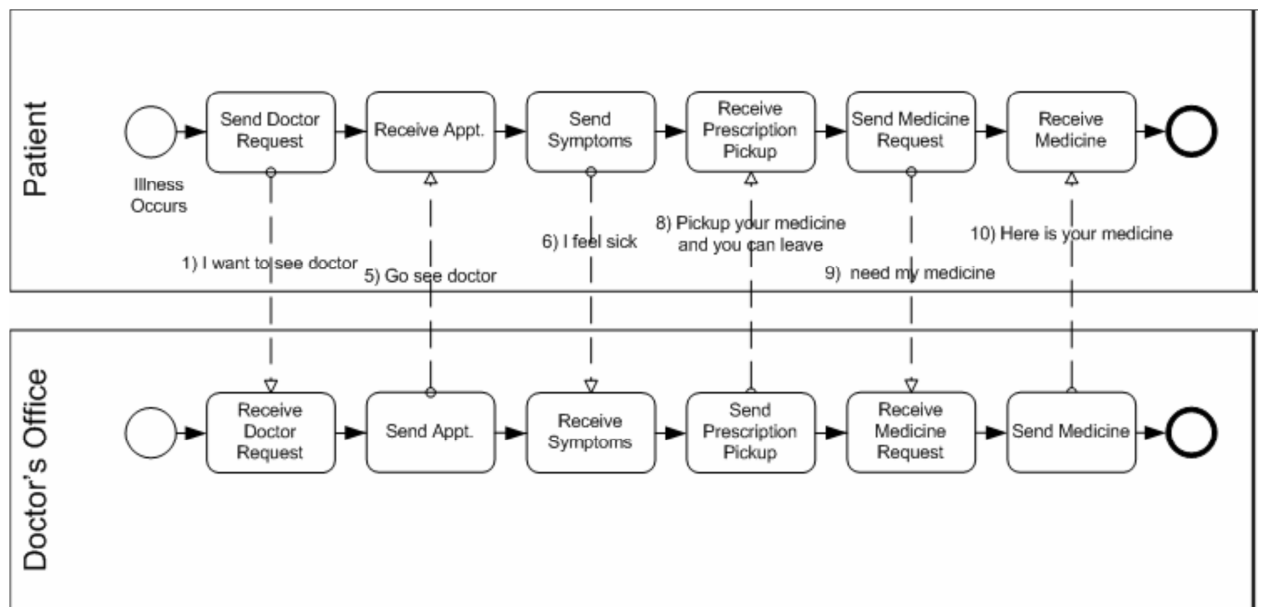 Patient
Send Doctor
Request
Receive Appt.
Send
Symptoms
Receive
Prescription
Pickup
Send Medicine
Request
Receive
Medicine
Illness
Occurs
1) I want to see doctor
5) Go see doctor
6) I feel sick
8) Pickup your medicine
and you can leave
9) need my medicine
10) Here is your medicine
Doctor's Office
Receive
Doctor
Request
Send Appt.
Receive
Symptoms
Send
Prescription
Pickup
Receive
Medicine
Request
Send Medicine